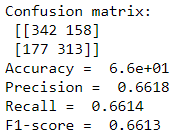 Confusion matrix:
[[342 158]
[177 313]]
Accuracy =  6.6e+01
Precision =  0.6618
Recall =  0.6614
F1-score =  0.6613